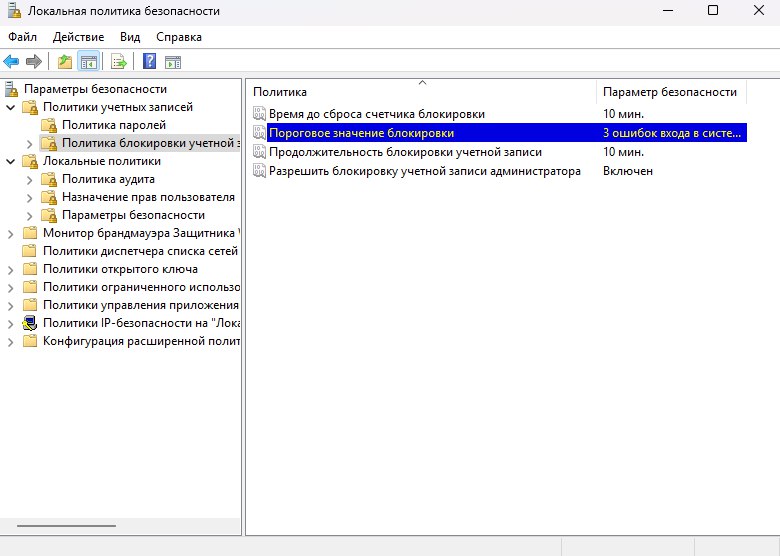 Локальная политика безопасности
Файл Действие Вид Справка
Параметры безопасности
Политики учетных записей
Политика паролей
Политика блокировки учетной з
Локальные политики
Политика аудита
Назначение прав пользователя
Параметры безопасности
Монитор брандмауэра Защитника
Политики диспетчера списка сетей
Политики открытого ключа
Политики ограниченного использо
Политики управления приложения
Политики IP-безопасности на "Лока
Конфигурация расширенной полит
Политика Параметр безопасности
Время до сброса счетчика блокировки 10 мин.
Пороговое значение блокировки 3 ошибок входа в систе...
Продолжительность блокировки учетной записи 10 мин.
Разрешить блокировку учетной записи администратора Включен